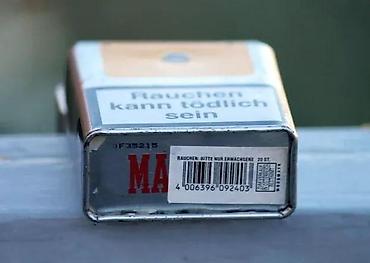 Rauchen
kann tödlich
sein
F35215
MA
RAUCHEN: BITTE NUR ERWACHSENE 20 ST.
4 006396 092403